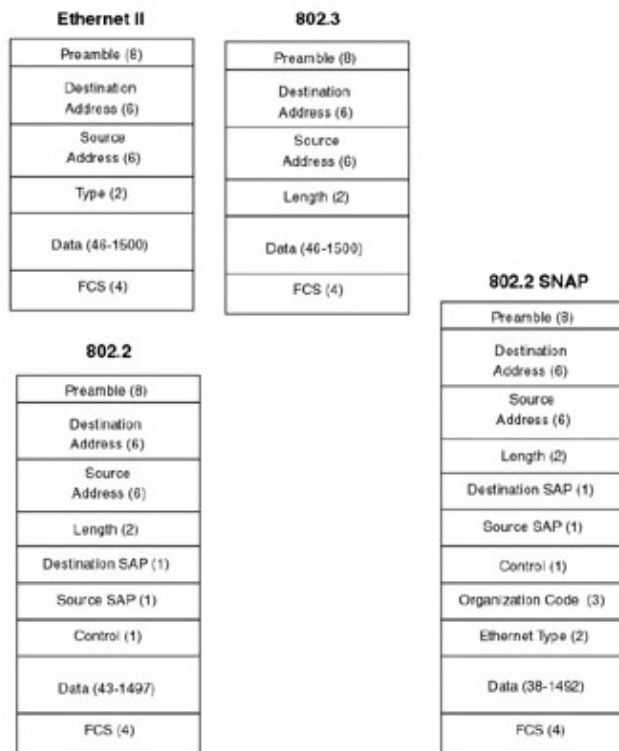 Ethernet II
Preamble (8)
Destination
Address (6)
Source
Address (6)
Type (2)
Data (46-1500)
FCS (4)
802.3
Preamble (8)
Destination
Address (6)
Source
Address (6)
Length (2)
Data (46-1500)
FCS (4)
802.2
Preamble (8)
Destination
Address (6)
Source
Address (6)
Length (2)
Destination SAP (1)
Source SAP (1)
Control (1)
Data (43-1497)
FCS (4)
802.2 SNAP
Preamble (8)
Destination
Address (6)
Source
Address (6)
Length (2)
Destination SAP (1)
Source SAP (1)
Control (1)
Organization Code (3)
Ethernet Type (2)
Data (38-1492)
FCS (4)